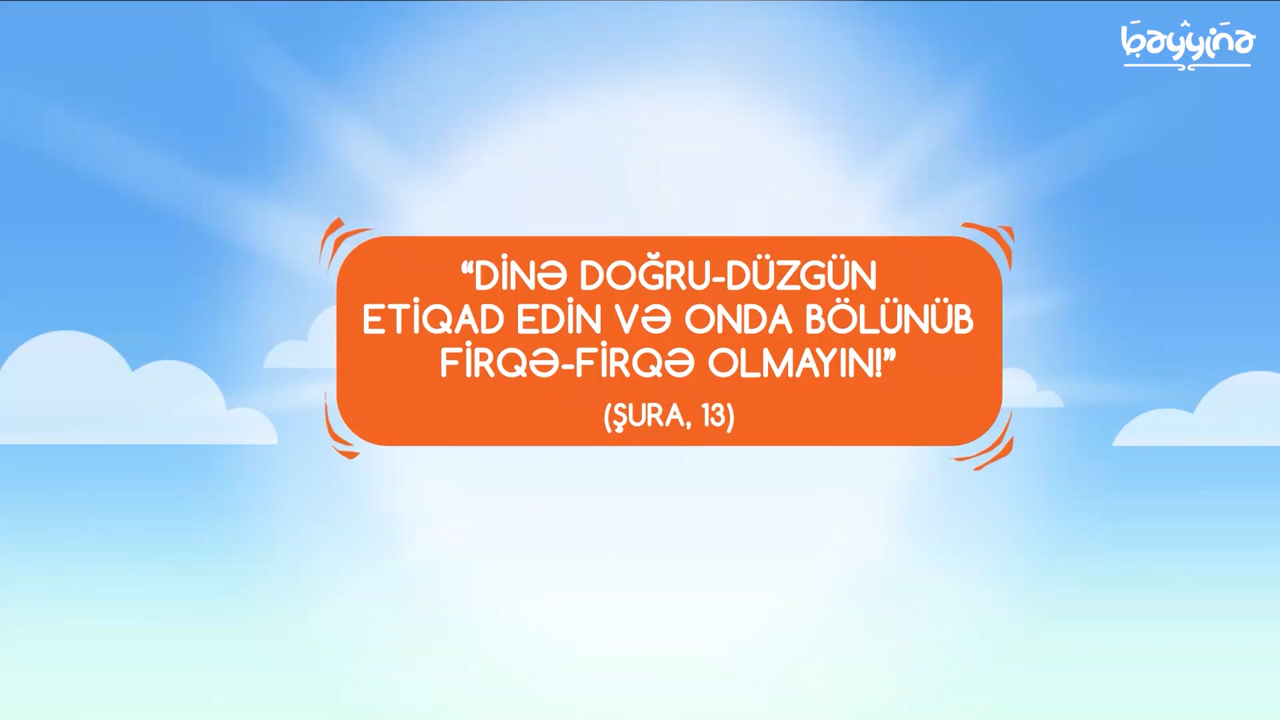 bəyyinə
“DİNƏ DOĞRU-DÜZGÜN
ETİQAD EDİN VƏ ONDA BÖLÜNÜB
FİRQƏ-FİRQƏ OLMAYIN!”
(ŞURA, 13)